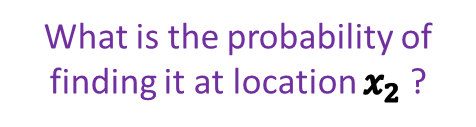 What is the probability of
finding it at location x₂ ?